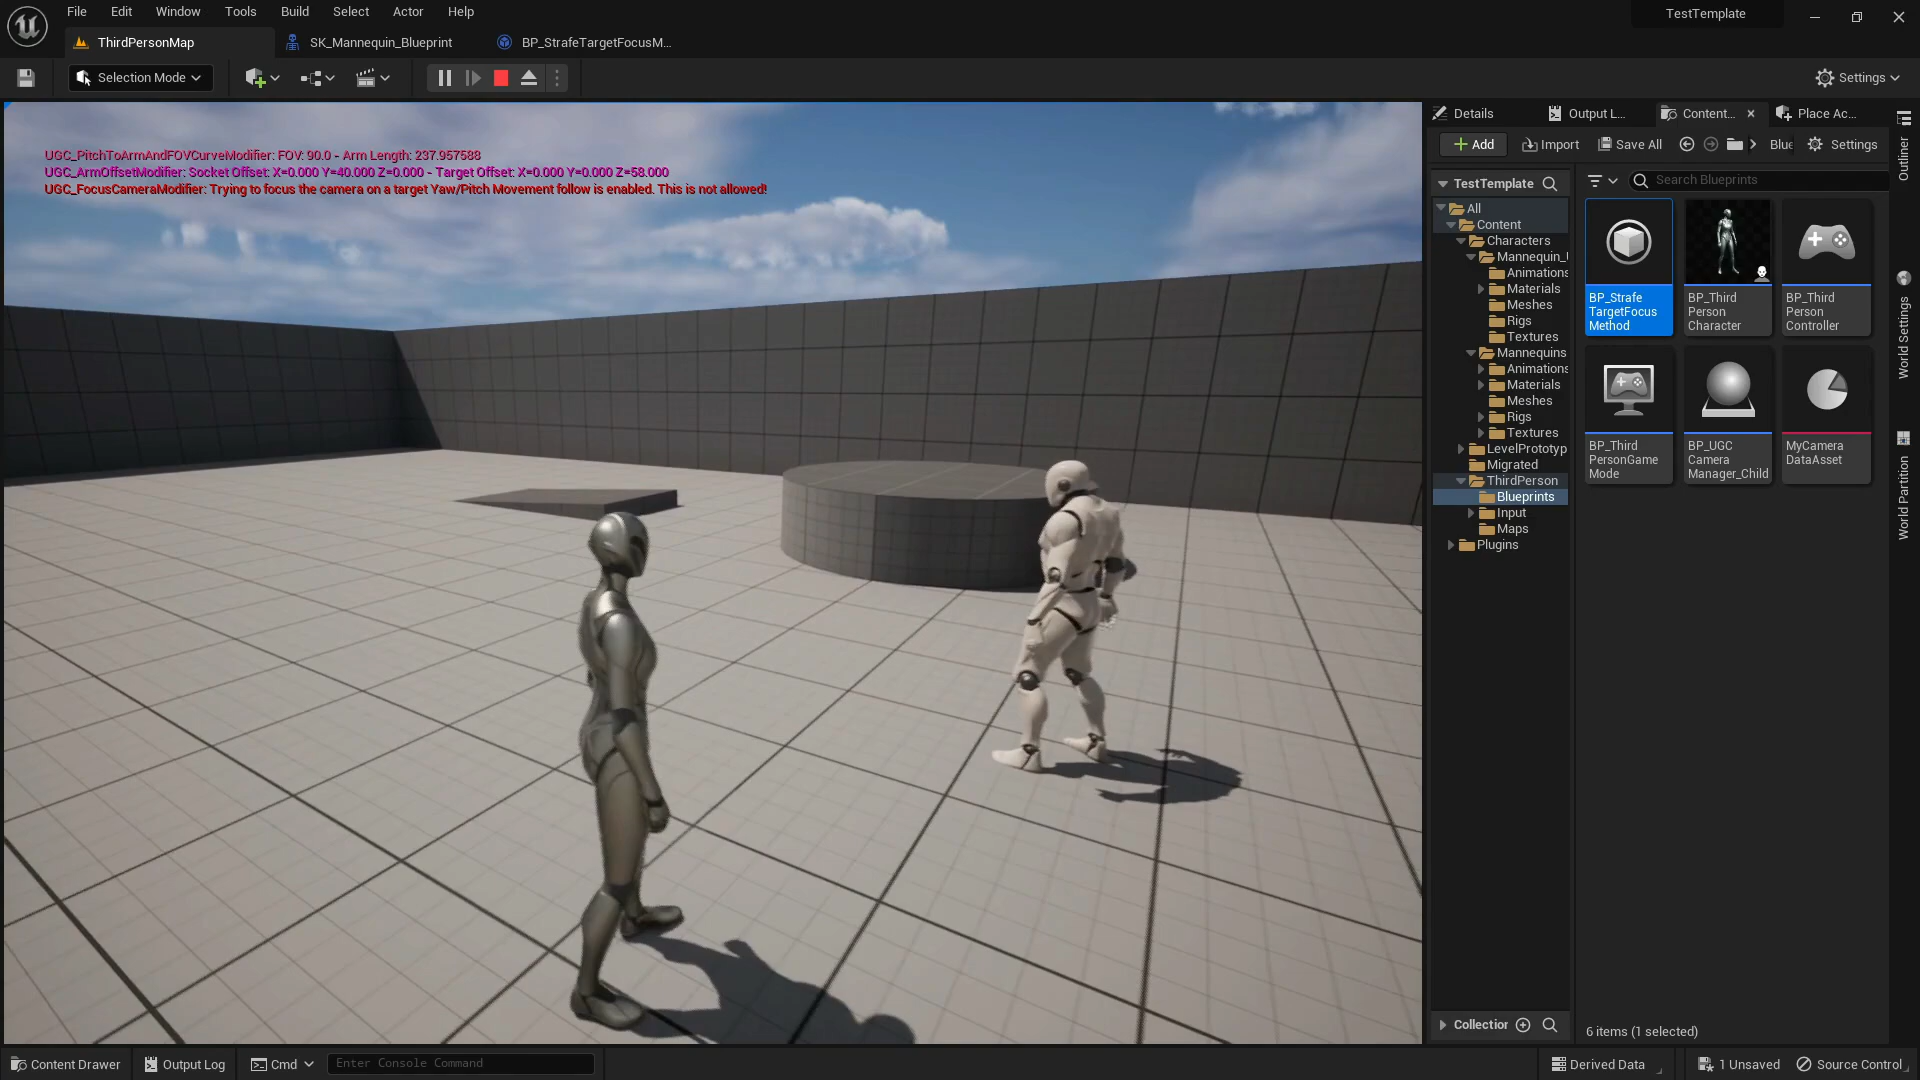 File Edit Window Tools Build Select Actor Help
TestTemplate
ThirdPersonMap SK_Mannequin_Blueprint BP_StrafeTargetFocusM...
Selection Mode
Settings
UGC_PitchToArmAndFOVCurveModifier: FOV: 90.0 - Arm Length: 237.957588
UGC_ArmOffsetModifier: Socket Offset: X=0.000 Y=40.000 Z=0.000 - Target Offset: X=0.000 Y=0.000 Z=58.000
UGC_FocusCameraModifier: Trying to focus the camera on a target Yaw/Pitch Movement follow is enabled. This is not allowed!
Details Output L... Content... Place Ac...
Add Import Save All Blue Settings
TestTemplate
Search Blueprints
All
Content
Characters
Mannequin_U
Animations
Materials
Meshes
Rigs
Textures
Mannequins
Animations
Materials
Meshes
Rigs
Textures
LevelPrototyp
Migrated
ThirdPerson
Blueprints
Input
Maps
Plugins
BP_Strafe
TargetFocus
Method
BP_Third
Person
Character
BP_Third
Person
Controller
BP_Third
PersonGame
Mode
BP_UGC
Camera
Manager_Child
MyCamera
DataAsset
Outliner
World Settings
World Partition
Collection
6 items (1 selected)
Content Drawer Output Log Cmd Enter Console Command
Derived Data 1 Unsaved Source Control